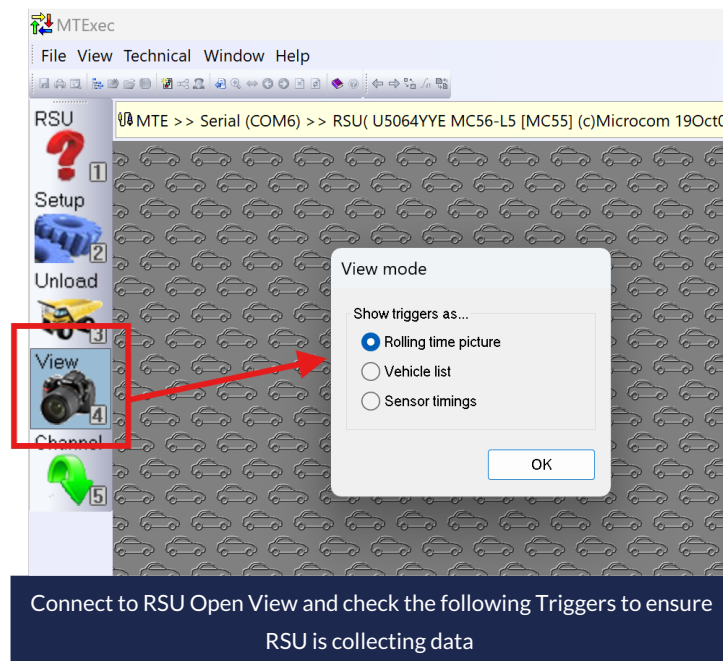 MTExec
File View Technical Window Help
RSU
MTE >> Serial (COM6) >> RSU( U5064YYE MC56-L5 [MC55] (c)Microcom 19Oct0
1
Setup
2
Unload
3
View
4
Channel
5
View mode
Show triggers as...
Rolling time picture
Vehicle list
Sensor timings
OK
Connect to RSU Open View and check the following Triggers to ensure
RSU is collecting data